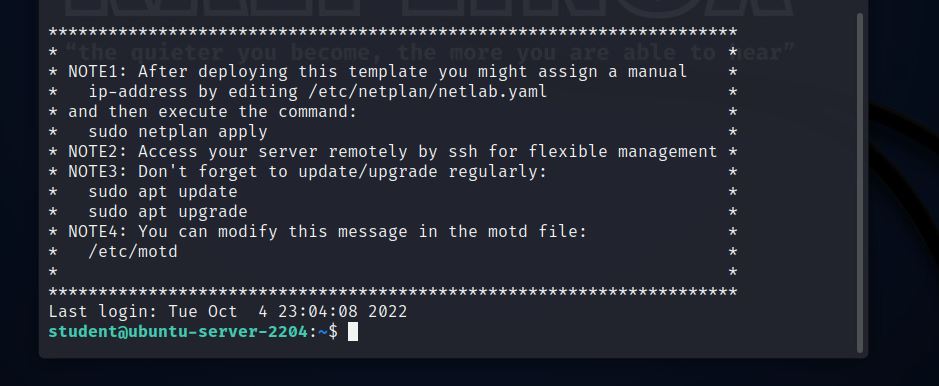 "the quieter you become, the more you are able to hear"
*********************************************************************
*                                                                   *
* NOTE1: After deploying this template you might assign a manual    *
*   ip-address by editing /etc/netplan/netlab.yaml                  *
* and then execute the command:                                     *
*   sudo netplan apply                                              *
* NOTE2: Access your server remotely by ssh for flexible management *
* NOTE3: Don't forget to update/upgrade regularly:                  *
*   sudo apt update                                                 *
*   sudo apt upgrade                                                *
* NOTE4: You can modify this message in the motd file:              *
*   /etc/motd                                                       *
*                                                                   *
*********************************************************************
Last login: Tue Oct  4 23:04:08 2022
student@ubuntu-server-2204:~$